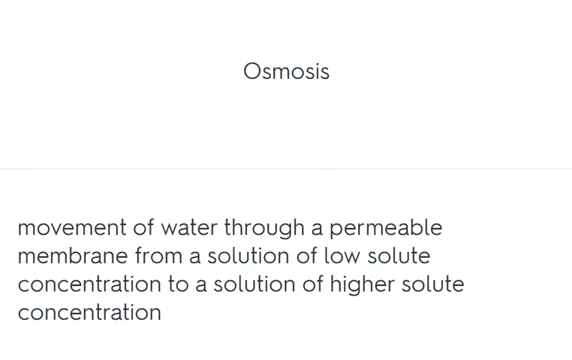 Osmosis
movement of water through a permeable
membrane from a solution of low solute
concentration to a solution of higher solute
concentration